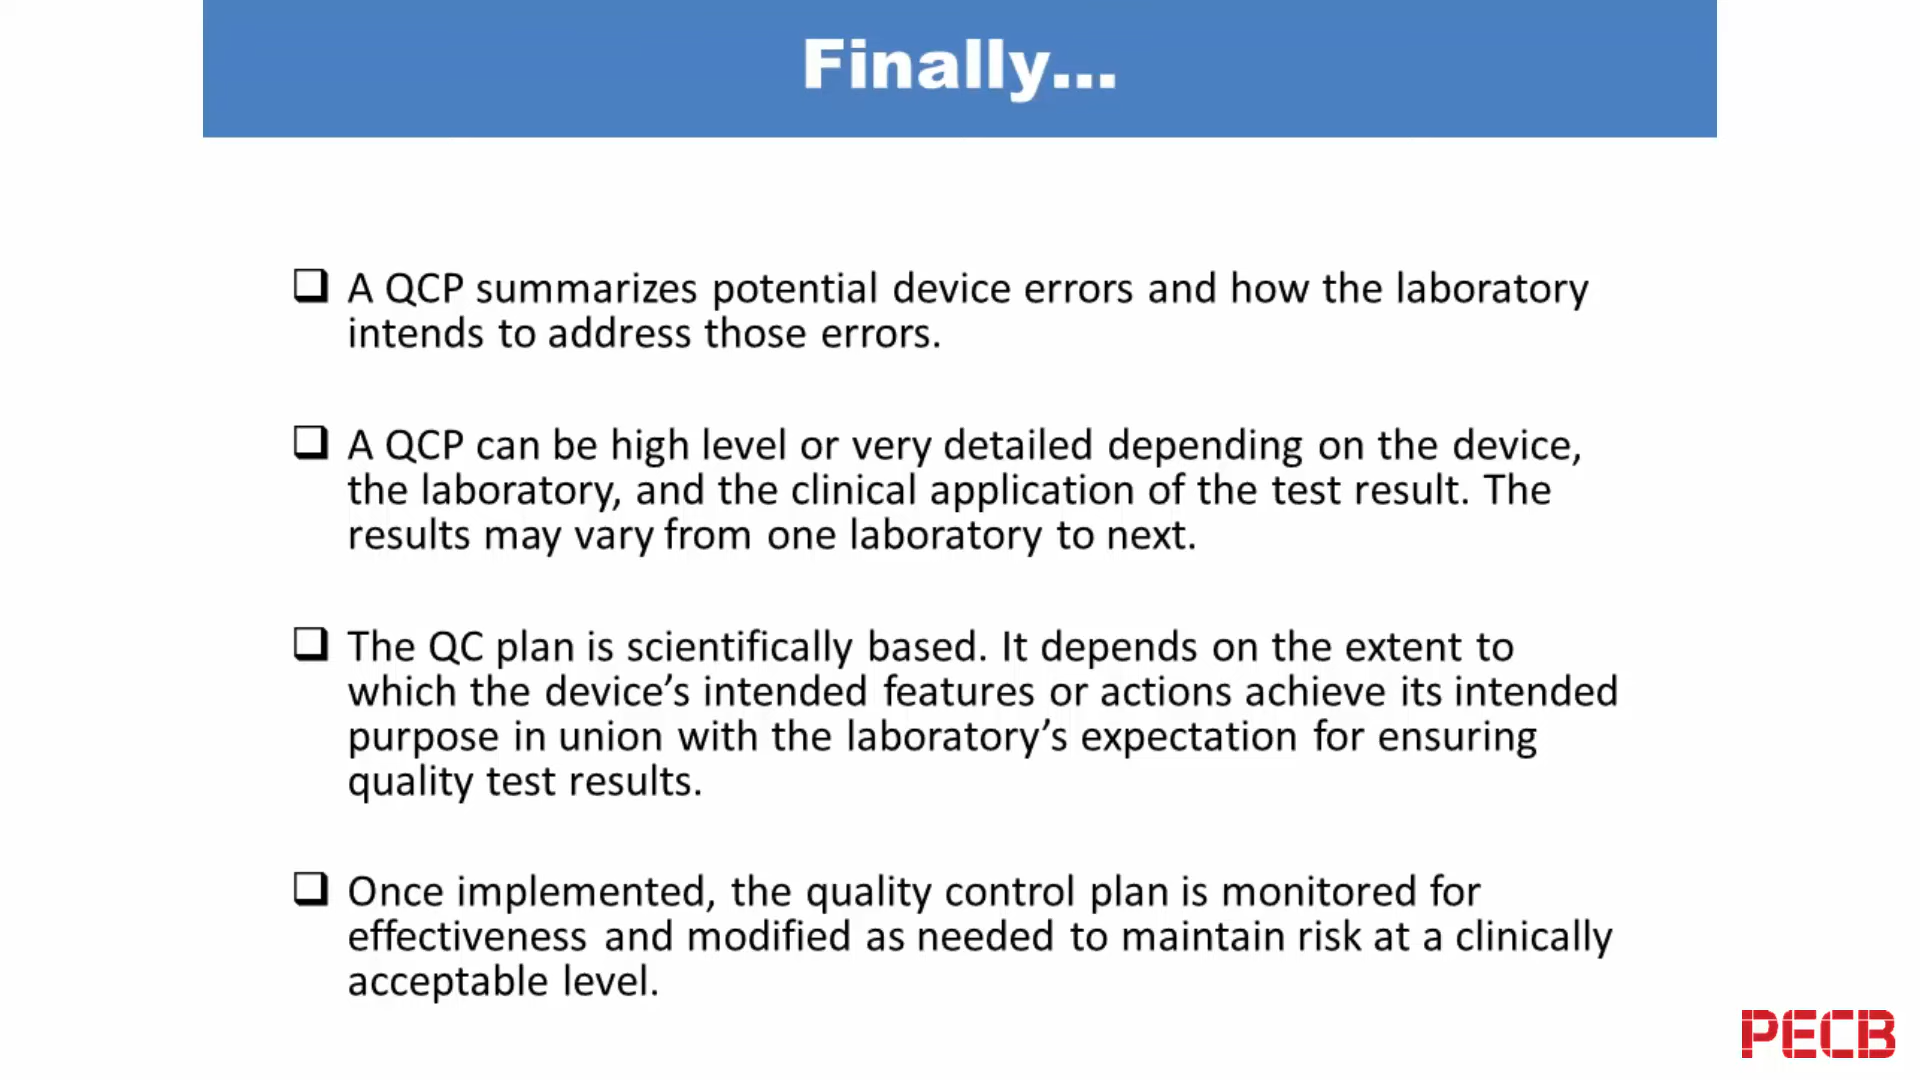 Finally...
A QCP summarizes potential device errors and how the laboratory
intends to address those errors.
A QCP can be high level or very detailed depending on the device,
the laboratory, and the clinical application of the test result. The
results may vary from one laboratory to next.
The QC plan is scientifically based. It depends on the extent to
which the device’s intended features or actions achieve its intended
purpose in union with the laboratory’s expectation for ensuring
quality test results.
Once implemented, the quality control plan is monitored for
effectiveness and modified as needed to maintain risk at a clinically
acceptable level.
PECB